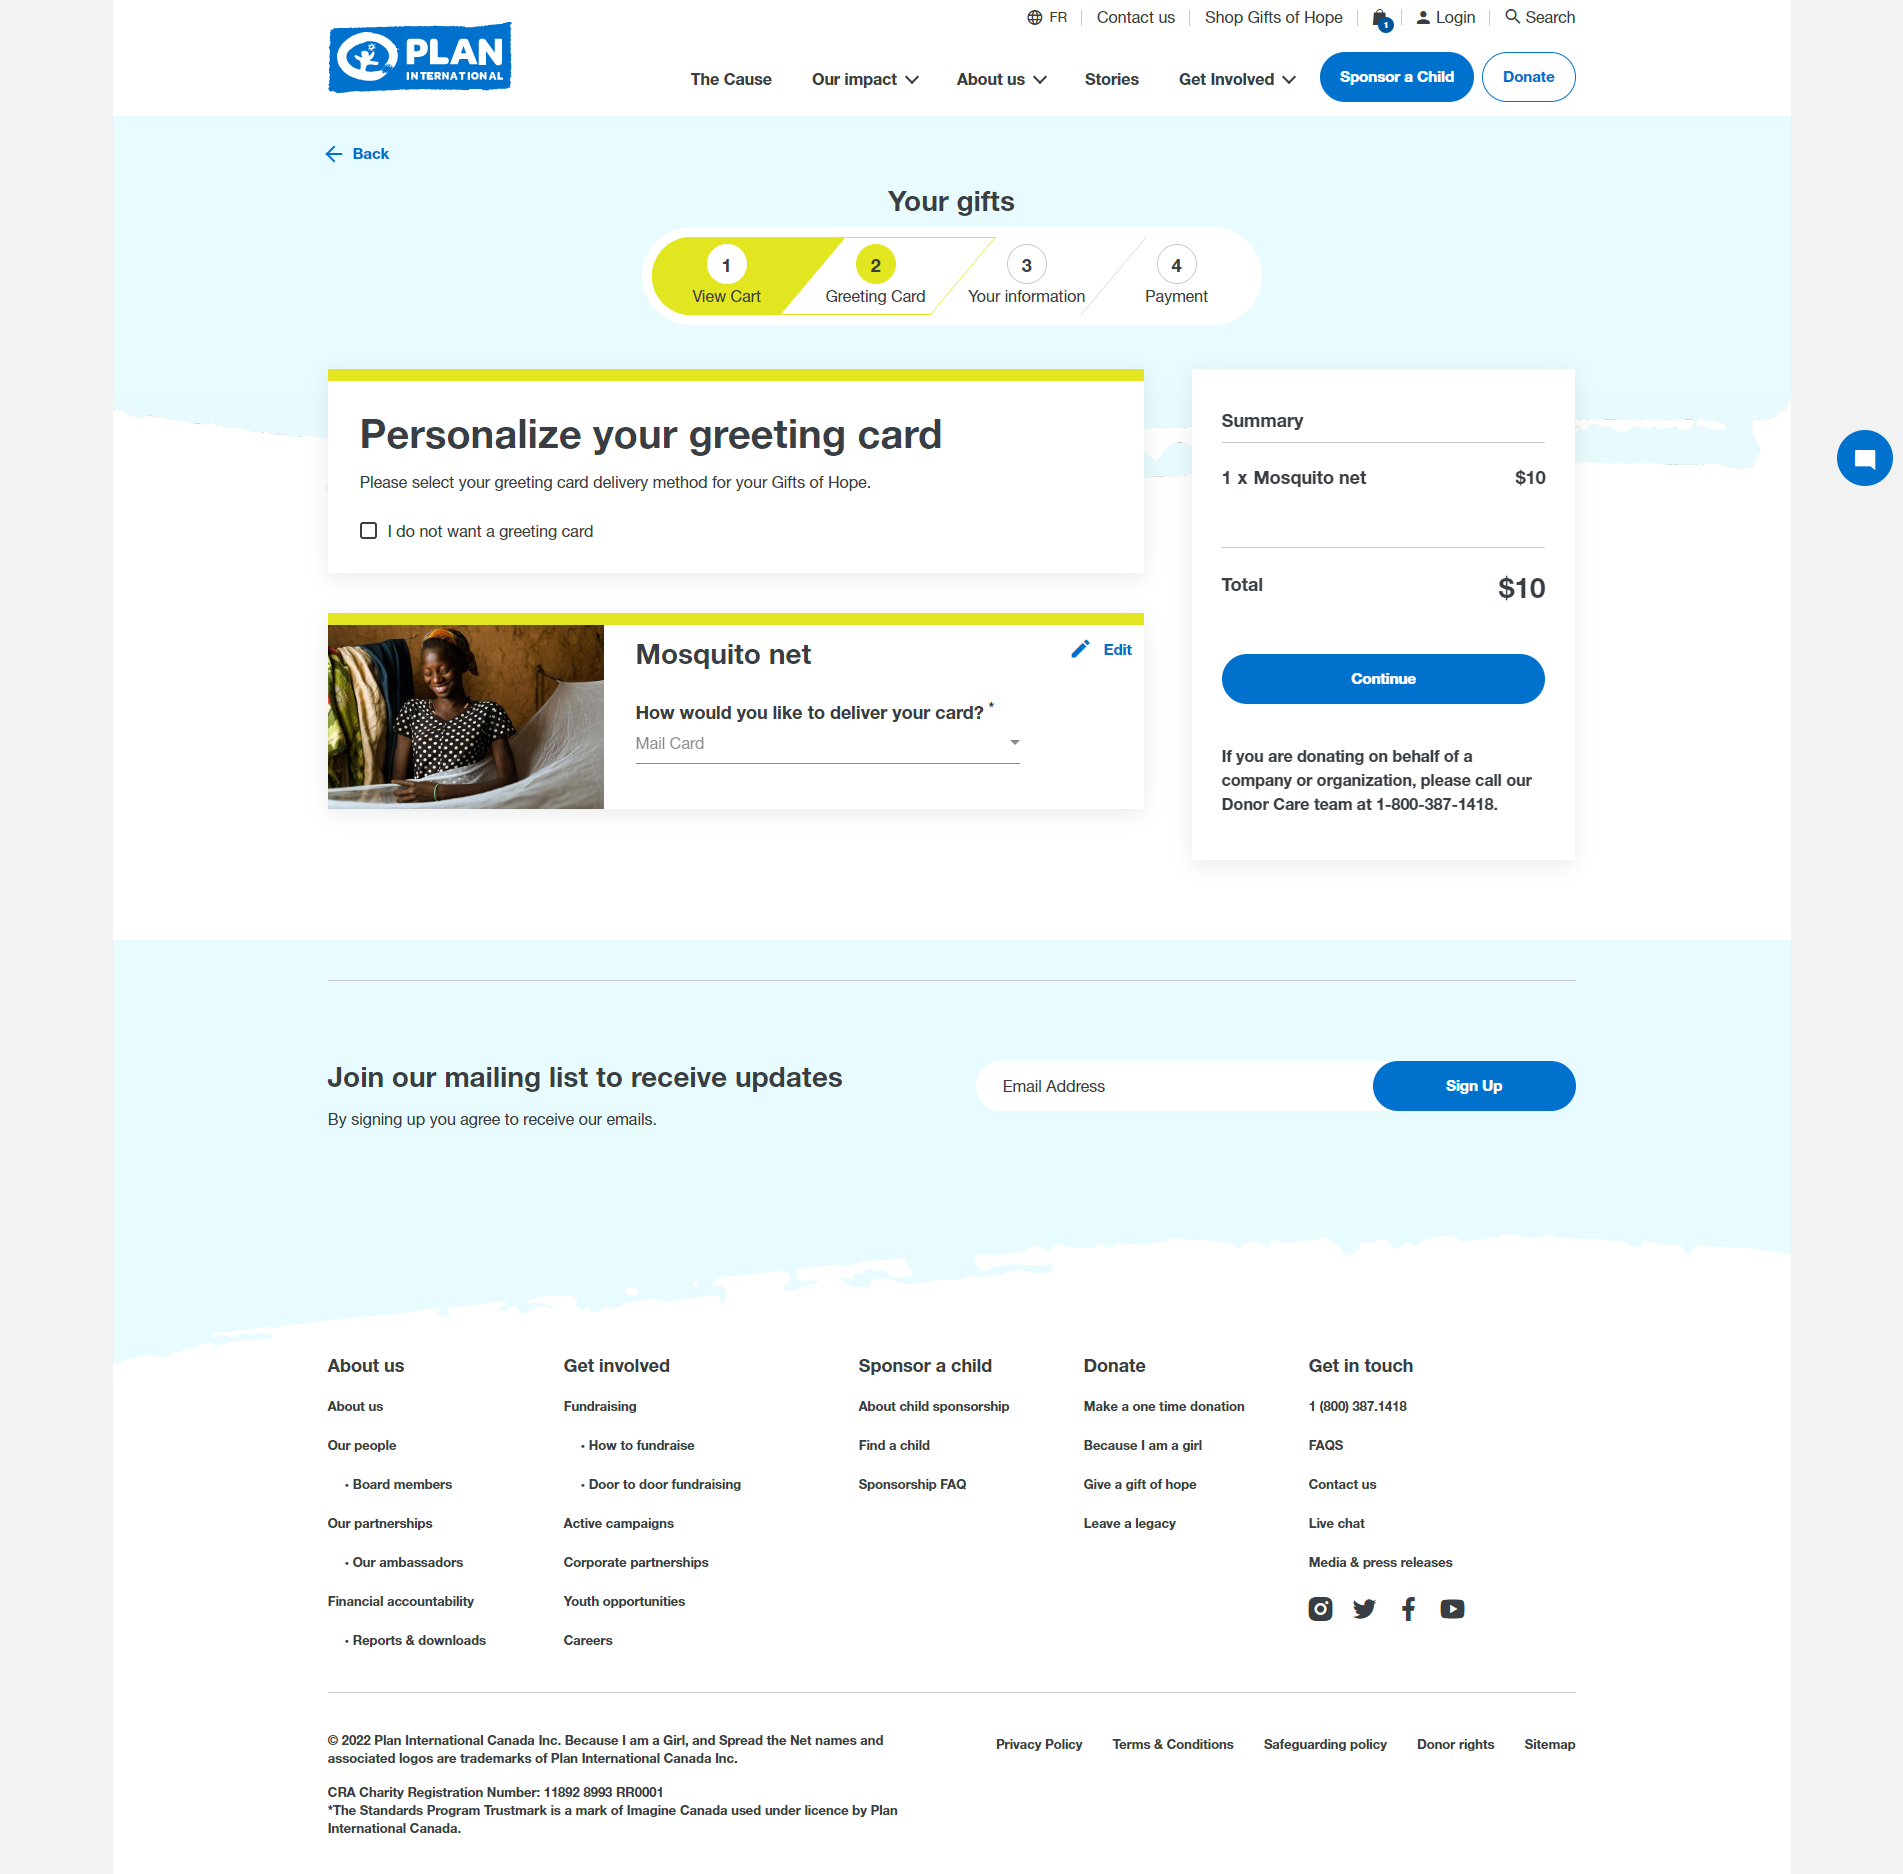 FR
Contact us
Shop Gifts of Hope
1
Login
Search
PLAN
INTERNATIONAL
The Cause
Our impact
About us
Stories
Get Involved
Sponsor a Child
Donate
Back
Your gifts
1
View Cart
2
Greeting Card
3
Your information
4
Payment
Personalize your greeting card
Please select your greeting card delivery method for your Gifts of Hope.
I do not want a greeting card
Mosquito net
Edit
How would you like to deliver your card? *
Mail Card
Summary
1 x Mosquito net $10
Total $10
Continue
If you are donating on behalf of a
company or organization, please call our
Donor Care team at 1-800-387-1418.
Join our mailing list to receive updates
By signing up you agree to receive our emails.
Email Address
Sign Up
About us
About us
Our people
• Board members
Our partnerships
• Our ambassadors
Financial accountability
• Reports & downloads
Get involved
Fundraising
• How to fundraise
• Door to door fundraising
Active campaigns
Corporate partnerships
Youth opportunities
Careers
Sponsor a child
About child sponsorship
Find a child
Sponsorship FAQ
Donate
Make a one time donation
Because I am a girl
Give a gift of hope
Leave a legacy
Get in touch
1 (800) 387.1418
FAQS
Contact us
Live chat
Media & press releases
© 2022 Plan International Canada Inc. Because I am a Girl, and Spread the Net names and
associated logos are trademarks of Plan International Canada Inc.
CRA Charity Registration Number: 11892 8993 RR0001
*The Standards Program Trustmark is a mark of Imagine Canada used under licence by Plan
International Canada.
Privacy Policy
Terms & Conditions
Safeguarding policy
Donor rights
Sitemap